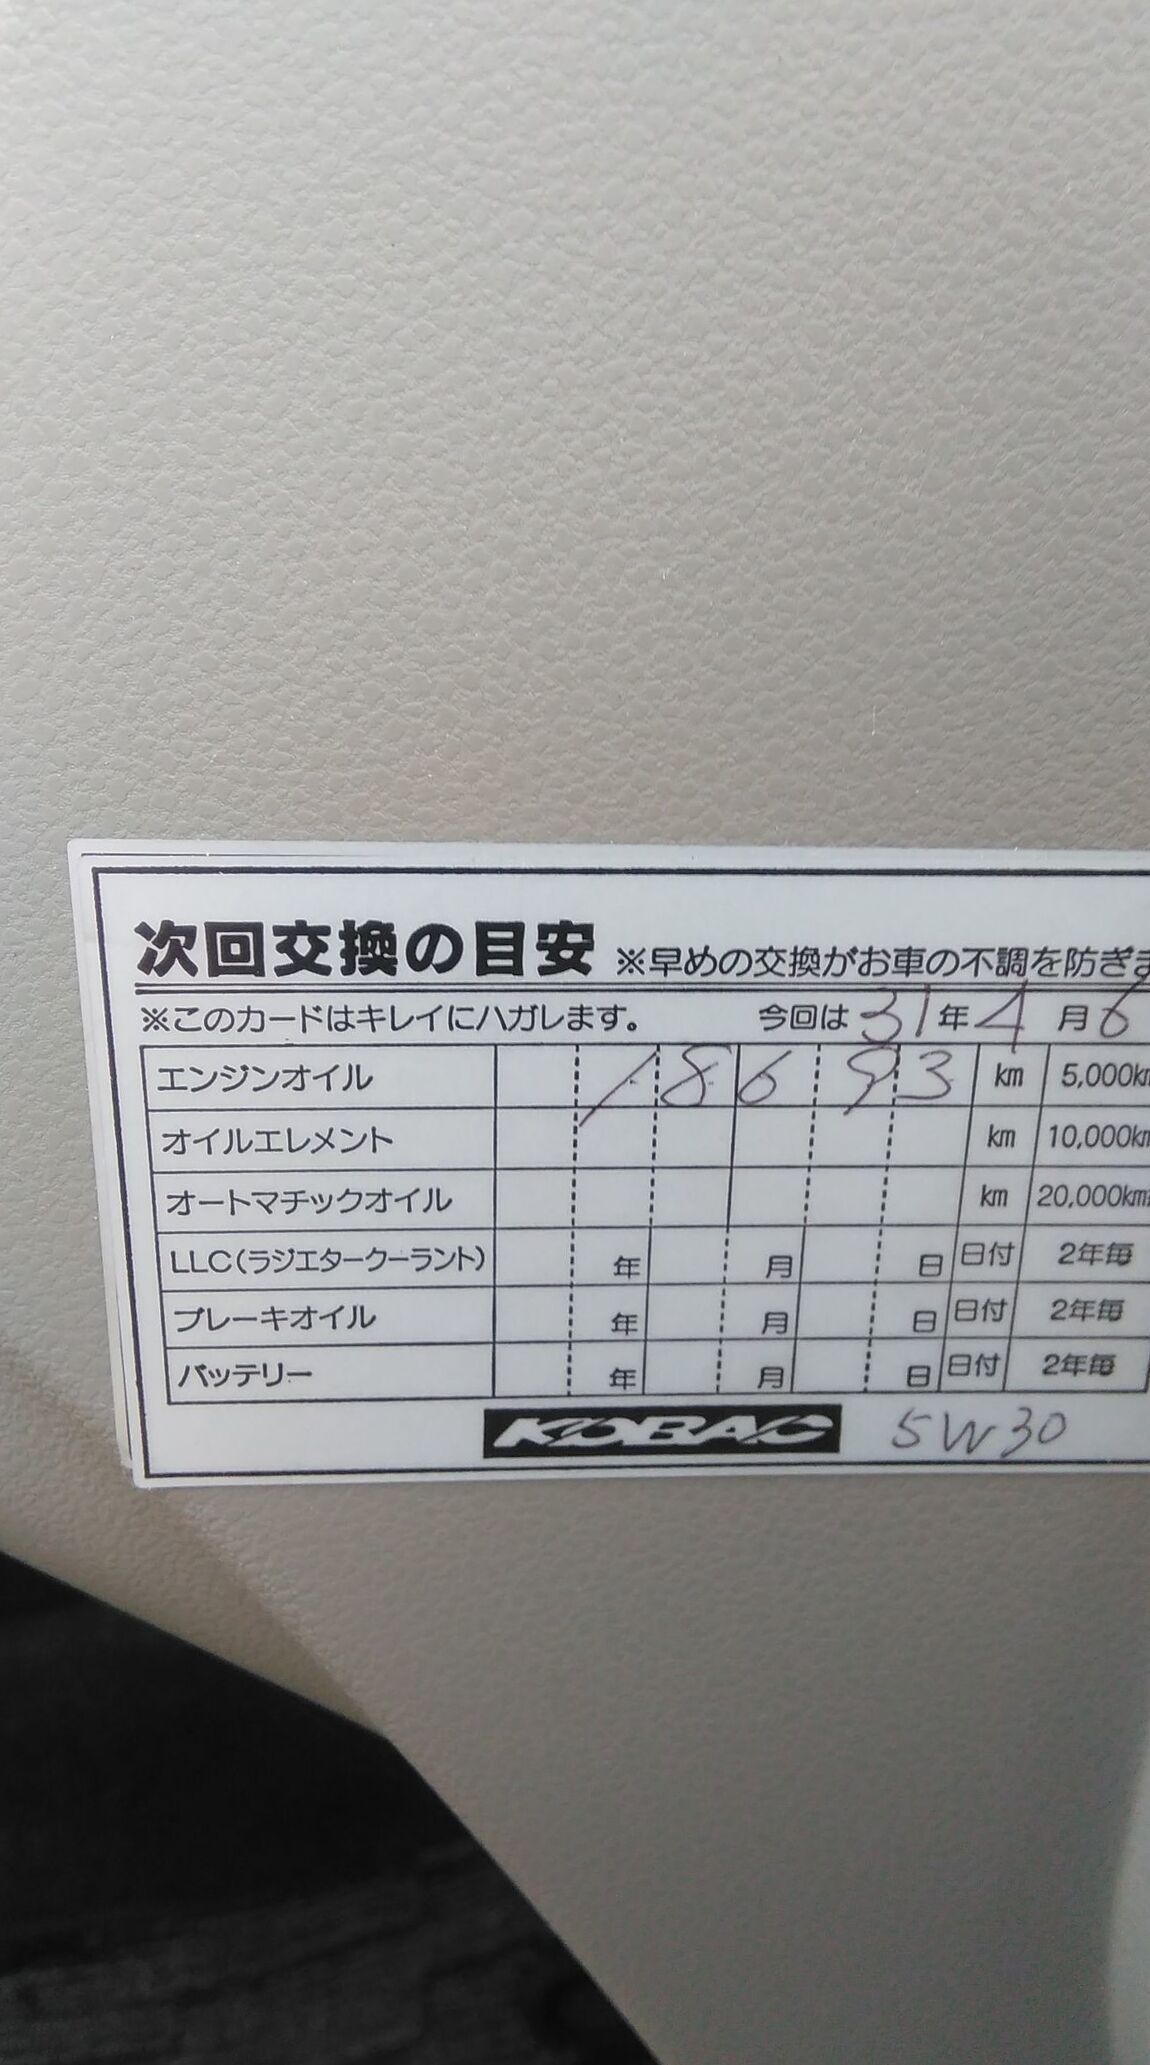 次回交換の目安 ※早めの交換がお車の不調を防ぎま
※このカードはキレイにハガレます。 今回は31年4月6
エンジンオイル 18693 km 5,000km
オイルエレメント km 10,000km
オートマチックオイル km 20,000km
LLC(ラジエタークーラント) 年 月 日 日付 2年毎
ブレーキオイル 年 月 日 日付 2年毎
バッテリー 年 月 日 日付 2年毎
KOBAC 5W30